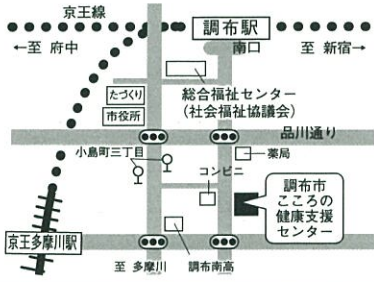 京王線
調布駅
←至 府中
南口
至 新宿→
たづくり
市役所
総合福祉センター
(社会福祉協議会)
品川通り
小島町三丁目
薬局
コンビニ
調布市
こころの
健康支援
センター
京王多摩川駅
至 多摩川
調布南高